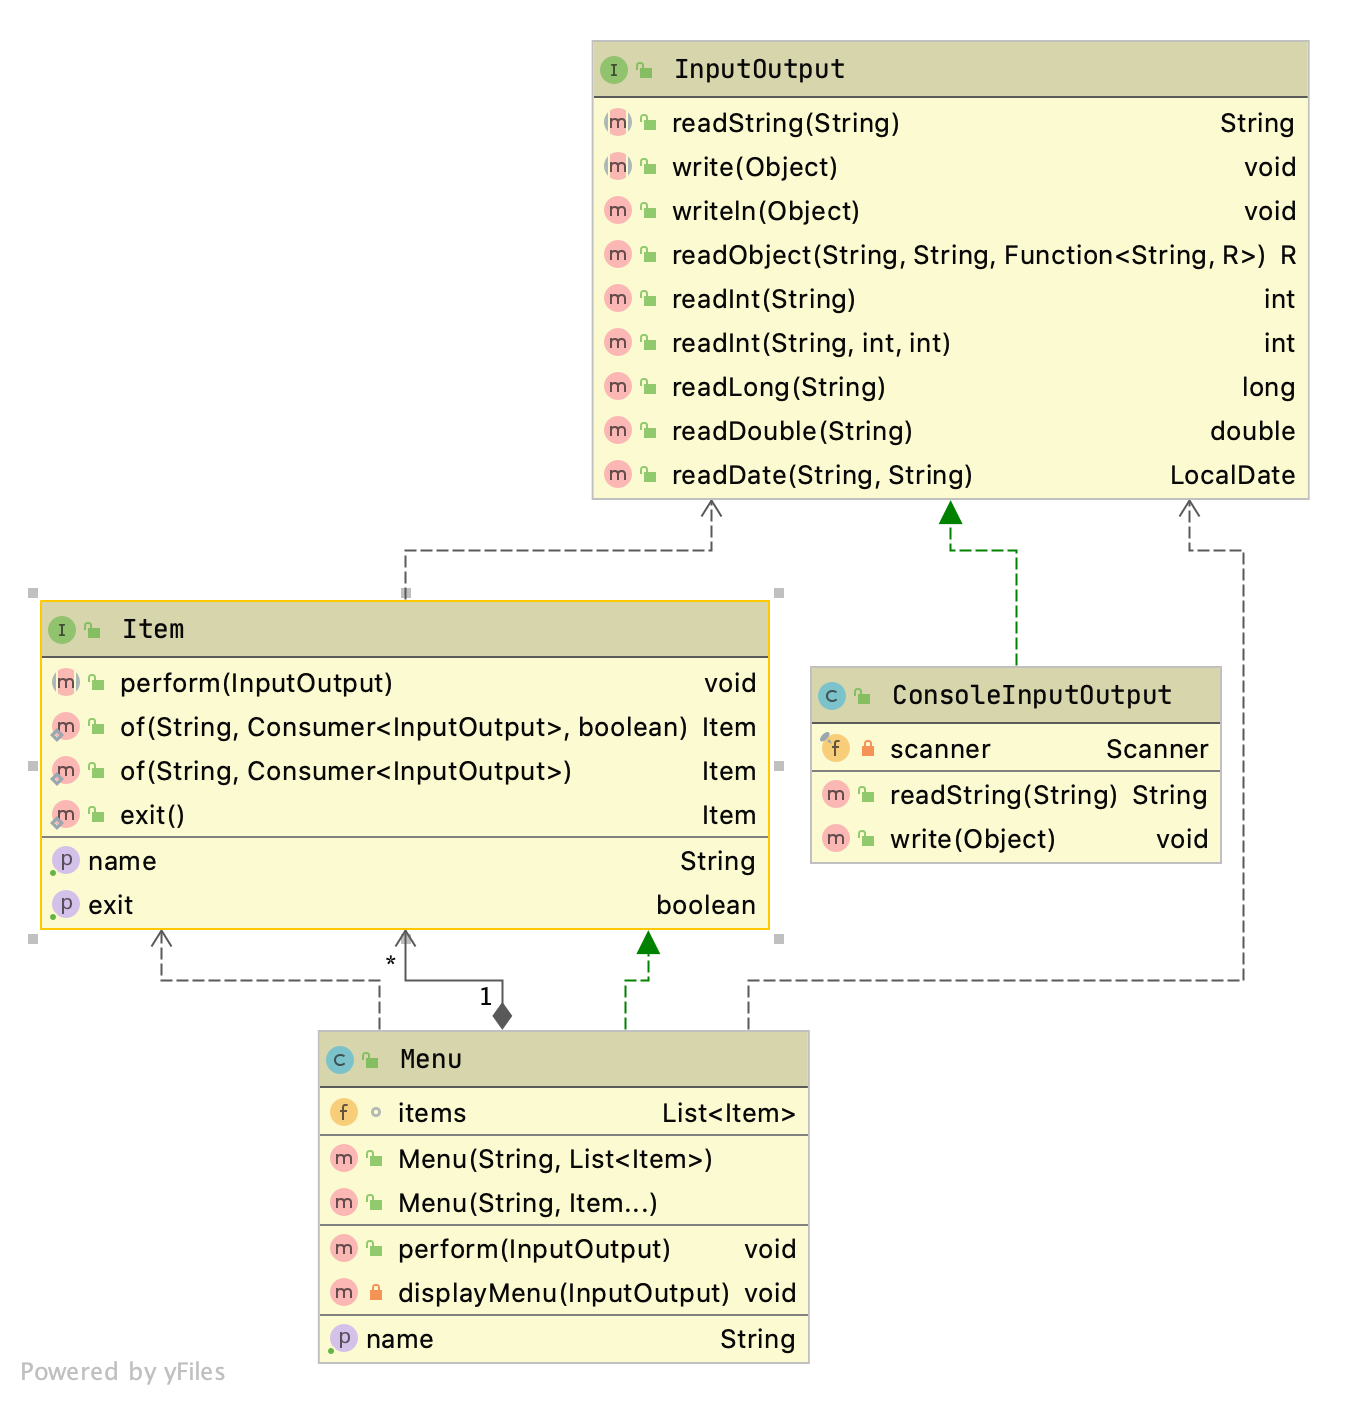 InputOutput
readString(String) String
write(Object) void
writeln(Object) void
readObject(String, String, Function<String, R>) R
readInt(String) int
readInt(String, int, int) int
readLong(String) long
readDouble(String) double
readDate(String, String) LocalDate
Item
perform(InputOutput) void
of(String, Consumer<InputOutput>, boolean) Item
of(String, Consumer<InputOutput>) Item
exit() Item
name String
exit boolean
ConsoleInputOutput
scanner Scanner
readString(String) String
write(Object) void
*
1
Menu
items List<Item>
Menu(String, List<Item>)
Menu(String, Item...)
perform(InputOutput) void
displayMenu(InputOutput) void
name String
Powered by yFiles